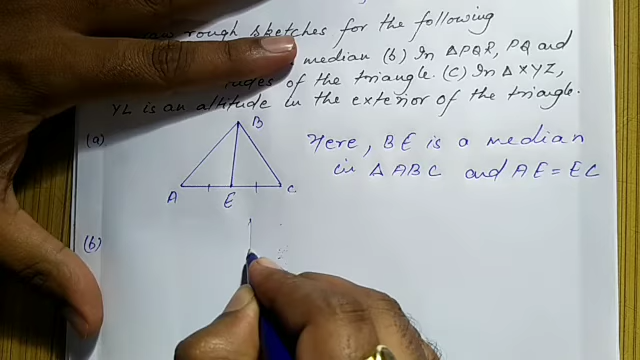 rough sketches for the following
median (b) In ΔPQR, PQ and
of the triangle. (C) In ΔXYZ,
YL is an altitude in the exterior of the triangle.
(a)
B
Here, BE is a median
in ΔABC and AE = EC
A
E
C
(b)